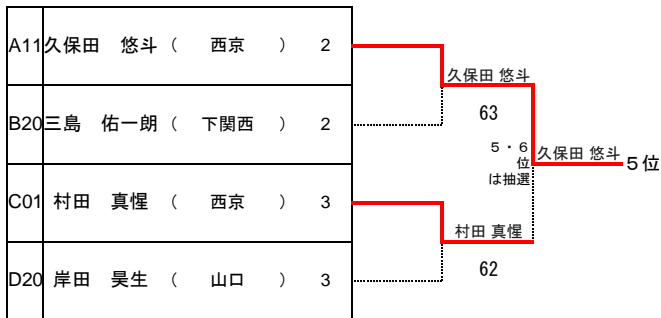 A11 久保田　悠斗 （　西京　） 2
久保田 悠斗
B20 三島　佑一朗 （　下関西　） 2
63
５・６
位
は抽選
久保田 悠斗 ５位
C01 村田　真惺 （　西京　） 3
村田 真惺
D20 岸田　昊生 （　山口　） 3
62